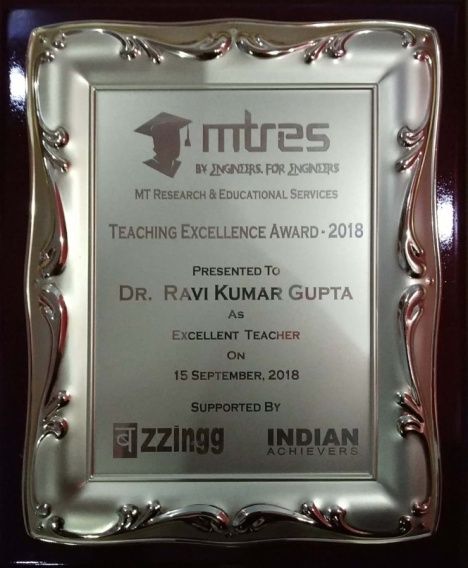 mtres
BY ENGINEERS, FOR ENGINEERS
MT RESEARCH & EDUCATIONAL SERVICES
TEACHING EXCELLENCE AWARD - 2018
PRESENTED TO
DR. RAVI KUMAR GUPTA
AS
EXCELLENT TEACHER
ON
15 SEPTEMBER, 2018
SUPPORTED BY
बzzingg
INDIAN
ACHIEVERS